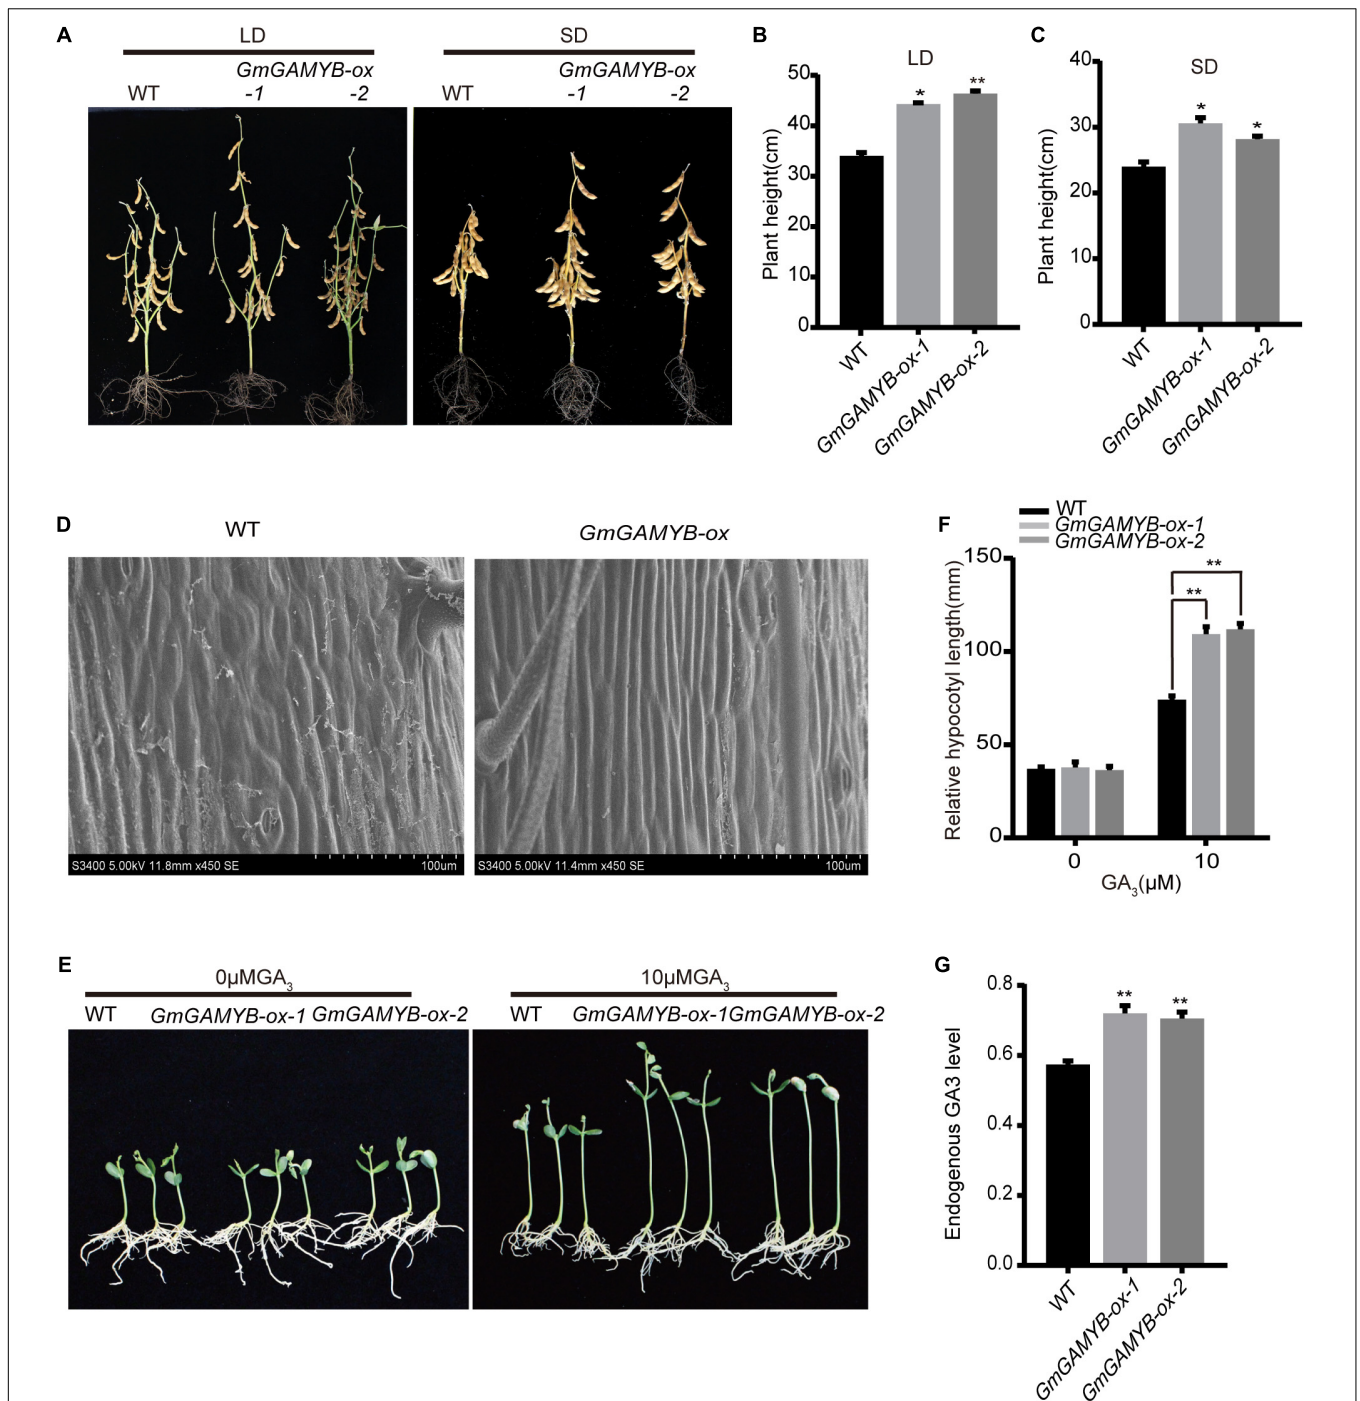 A
LD
GmGAMYB-ox
WT -1 -2
SD
GmGAMYB-ox
WT -1 -2
B
LD
Plant height(cm)
50
40
30
20
10
0
* **
WT
GmGAMYB-ox-1
GmGAMYB-ox-2
C
SD
Plant height(cm)
40
30
20
10
0
* *
WT
GmGAMYB-ox-1
GmGAMYB-ox-2
D
WT
GmGAMYB-ox
S3400 5.00kV 11.8mm x450 SE 100um
S3400 5.00kV 11.4mm x450 SE 100um
F
WT
GmGAMYB-ox-1
GmGAMYB-ox-2
Relative hypocotyl length(mm)
150
100
50
0
**
**
0 10
GA3(µM)
E
0µMGA3
WT GmGAMYB-ox-1 GmGAMYB-ox-2
10µMGA3
WT GmGAMYB-ox-1GmGAMYB-ox-2
G
Endogenous GA3 level
0.8
0.6
0.4
0.2
0.0
** **
WT
GmGAMYB-ox-1
GmGAMYB-ox-2